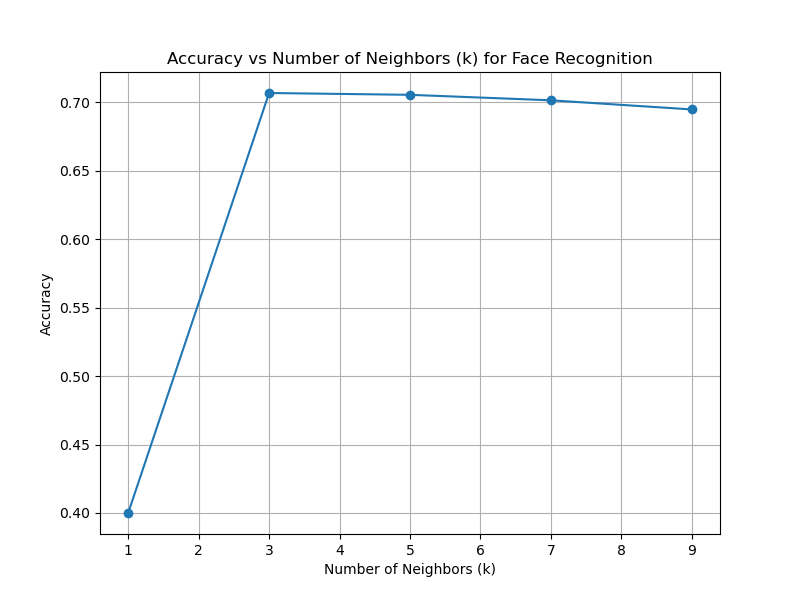 Accuracy vs Number of Neighbors (k) for Face Recognition
0.70
0.65
0.60
0.55
0.50
0.45
0.40
Accuracy
1 2 3 4 5 6 7 8 9
Number of Neighbors (k)